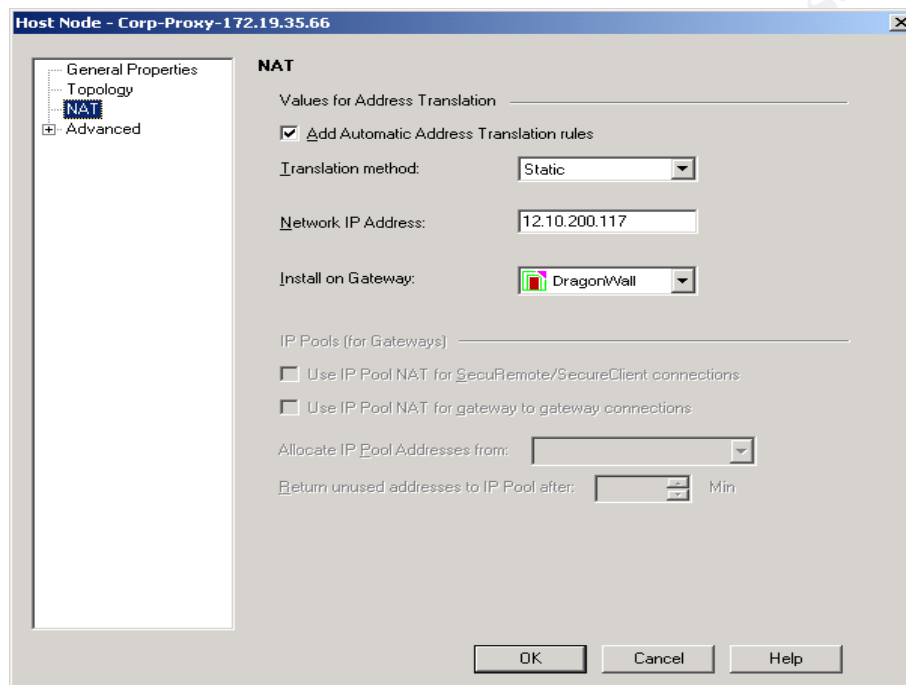 Host Node - Corp-Proxy-172.19.35.66
General Properties
Topology
NAT
Advanced
NAT
Values for Address Translation
Add Automatic Address Translation rules
Translation method: Static
Network IP Address: 12.10.200.117
Install on Gateway: DragonWall
IP Pools (for Gateways)
Use IP Pool NAT for SecuRemote/SecureClient connections
Use IP Pool NAT for gateway to gateway connections
Allocate IP Pool Addresses from:
Return unused addresses to IP Pool after: Min
OK Cancel Help